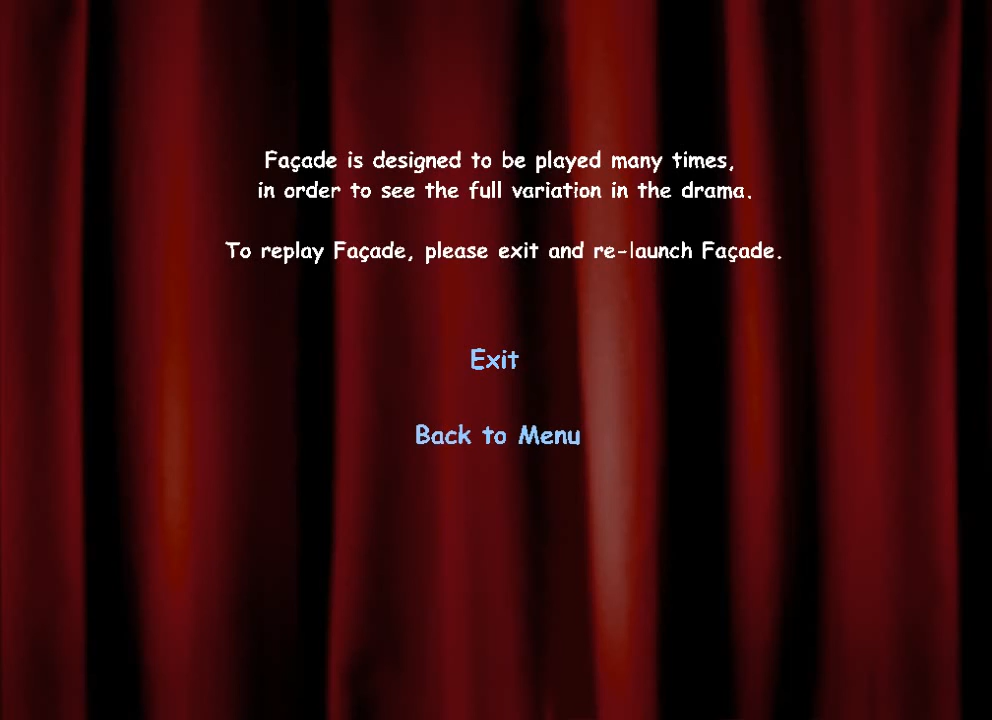 Façade is designed to be played many times,
in order to see the full variation in the drama.
To replay Façade, please exit and re-launch Façade.
Exit
Back to Menu